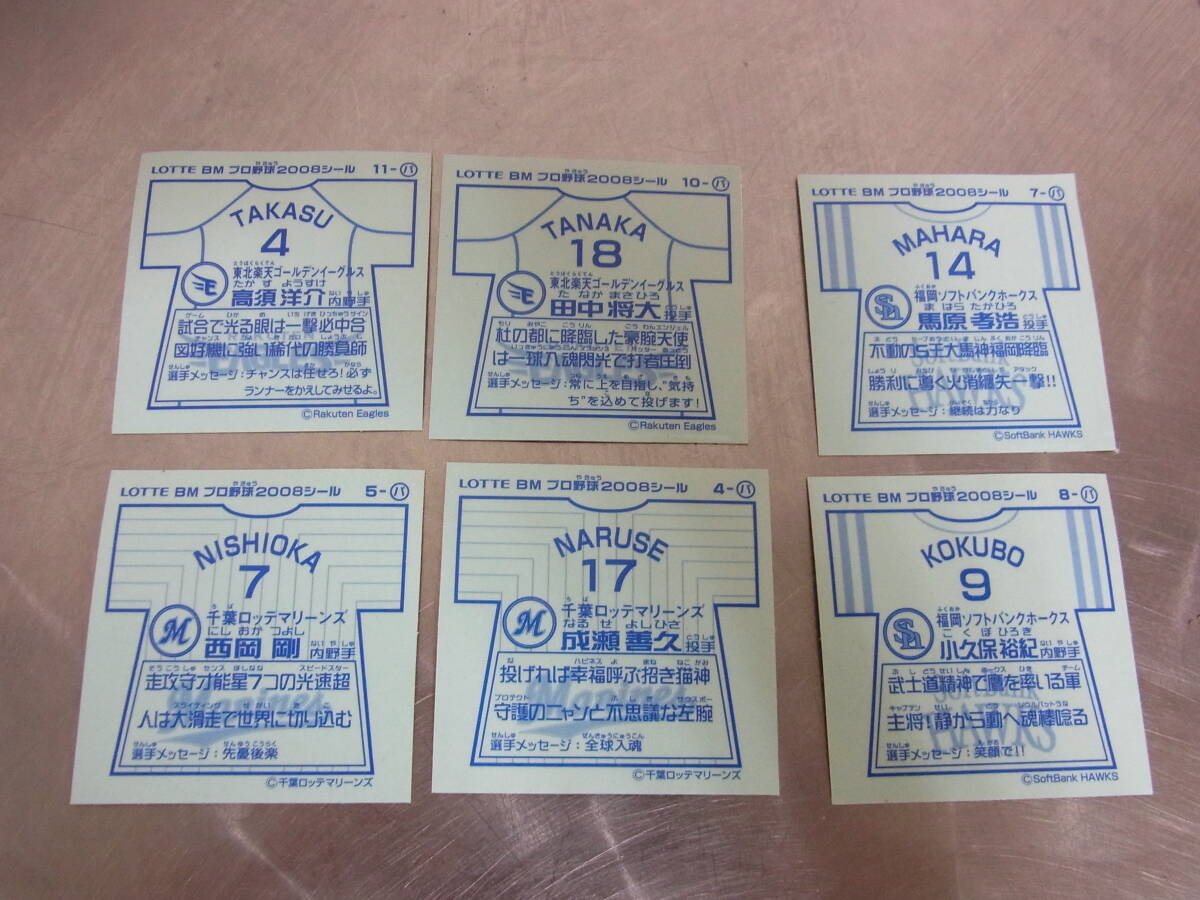 LOTTE BM プロ野球2008シール 11-パ
TAKASU
4
東北楽天ゴールデンイーグルス
高須 洋介 内野手
試合で光る眼は一撃必中合
図好機に強い稀代の勝負師
選手メッセージ:チャンスは任せろ!必ず
ランナーをかえしてみせるよ。
©Rakuten Eagles
LOTTE BM プロ野球2008シール 10-パ
TANAKA
18
東北楽天ゴールデンイーグルス
田中 将大 投手
杜の都に降臨した豪腕天使
は一球入魂閃光で打者圧倒
選手メッセージ:常に上を目指し、"気持
ち"を込めて投げます!
©Rakuten Eagles
LOTTE BM プロ野球2008シール 7-パ
MAHARA
14
福岡ソフトバンクホークス
馬原 孝浩 投手
不動のS王大馬神福岡降臨
勝利に導く火消纏矢一撃!!
選手メッセージ:継続は力なり
©SoftBank HAWKS
LOTTE BM プロ野球2008シール 5-パ
NISHIOKA
7
千葉ロッテマリーンズ
西岡 剛 内野手
走攻守才能星7つの光速超
人は大滑走で世界に切り込む
選手メッセージ:先憂後楽
©千葉ロッテマリーンズ
LOTTE BM プロ野球2008シール 4-パ
NARUSE
17
千葉ロッテマリーンズ
成瀬 善久 投手
投げれば幸福呼ぶ招き猫神
守護のニャンと不思議な左腕
選手メッセージ:全球入魂
©千葉ロッテマリーンズ
LOTTE BM プロ野球2008シール 8-パ
KOKUBO
9
福岡ソフトバンクホークス
小久保 裕紀 内野手
武士道精神で鷹を率いる軍
主将!静から動へ魂棒唸る
選手メッセージ:笑顔で!!
©SoftBank HAWKS